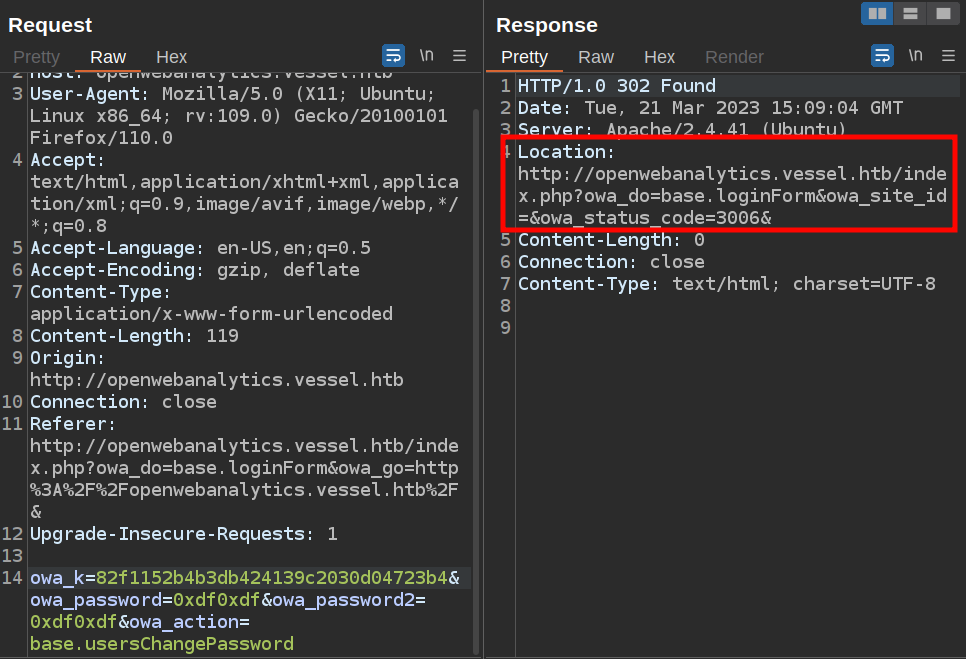 Request
Pretty Raw Hex \n
2 Host: openwebanalytics.vessel.htb
3 User-Agent: Mozilla/5.0 (X11; Ubuntu;
Linux x86_64; rv:109.0) Gecko/20100101
Firefox/110.0
4 Accept:
text/html,application/xhtml+xml,applica
tion/xml;q=0.9,image/avif,image/webp,*/
*;q=0.8
5 Accept-Language: en-US,en;q=0.5
6 Accept-Encoding: gzip, deflate
7 Content-Type:
application/x-www-form-urlencoded
8 Content-Length: 119
9 Origin:
http://openwebanalytics.vessel.htb
10 Connection: close
11 Referer:
http://openwebanalytics.vessel.htb/inde
x.php?owa_do=base.loginForm&owa_go=http
%3A%2F%2Fopenwebanalytics.vessel.htb%2F
&
12 Upgrade-Insecure-Requests: 1
13
14 owa_k=82f1152b4b3db424139c2030d04723b4&
owa_password=0xdf0xdf&owa_password2=
0xdf0xdf&owa_action=
base.usersChangePassword
Response
Pretty Raw Hex Render \n
1 HTTP/1.0 302 Found
2 Date: Tue, 21 Mar 2023 15:09:04 GMT
3 Server: Apache/2.4.41 (Ubuntu)
4 Location:
http://openwebanalytics.vessel.htb/inde
x.php?owa_do=base.loginForm&owa_site_id
=&owa_status_code=3006&
5 Content-Length: 0
6 Connection: close
7 Content-Type: text/html; charset=UTF-8
8
9